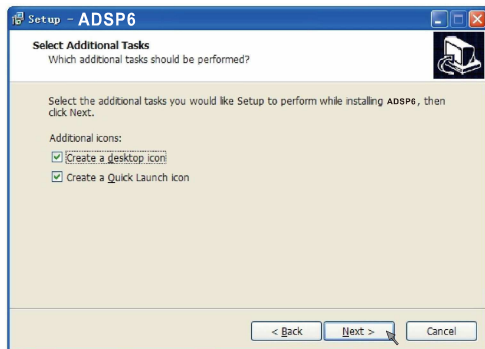 Setup - ADSP6
Select Additional Tasks
Which additional tasks should be performed?
Select the additional tasks you would like Setup to perform while installing ADSP6, then
click Next.
Additional icons:
Create a desktop icon
Create a Quick Launch icon
< Back
Next >
Cancel